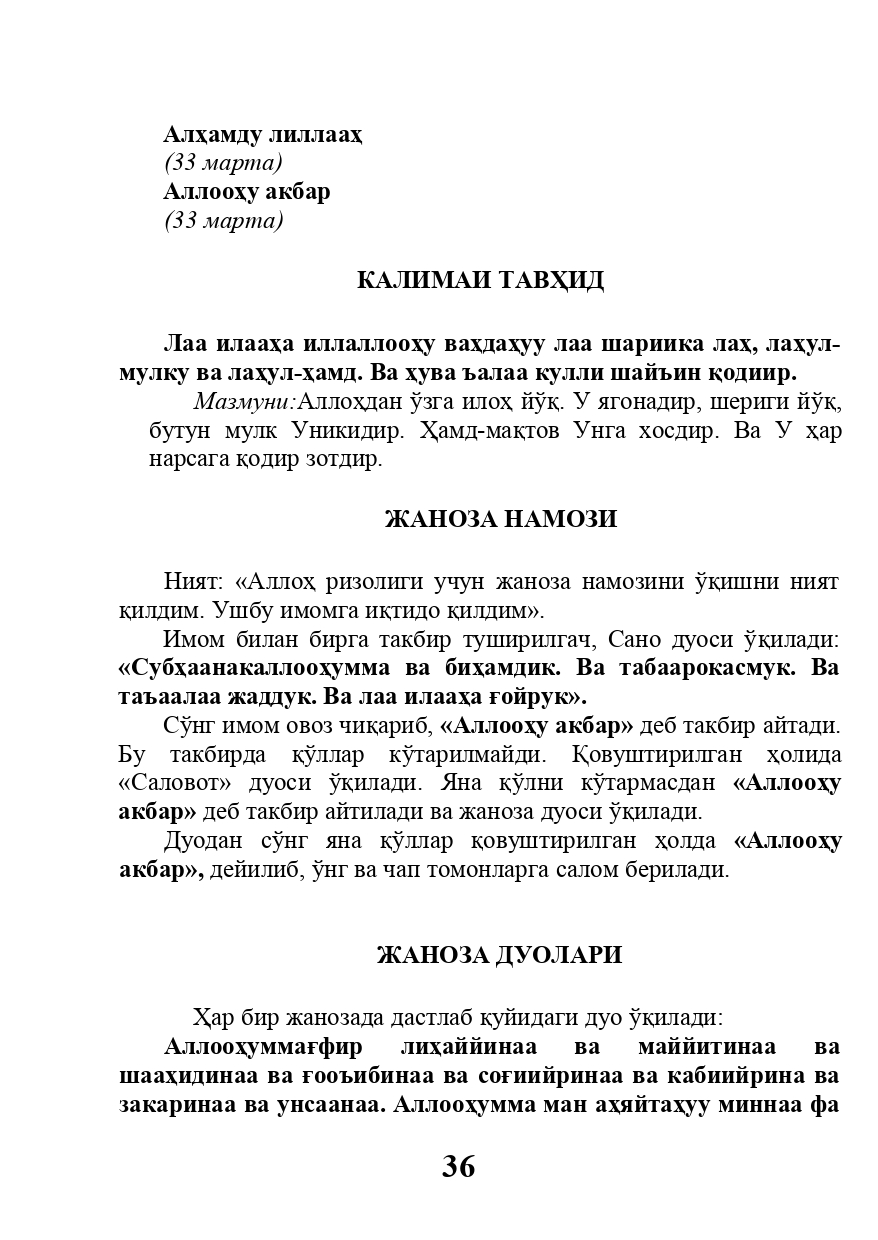 Алҳамду лиллааҳ
(33 марта)
Аллооҳу акбар
(33 марта)
КАЛИМАИ ТАВҲИД
Лаа илааҳа иллаллооҳу ваҳдаҳуу лаа шариика лаҳ, лаҳул-
мулку ва лаҳул-ҳамд. Ва ҳува ъалаа кулли шайъин қодиир.
Мазмуни:Аллоҳдан ўзга илоҳ йўқ. У ягонадир, шериги йўқ,
бутун мулк Уникидир. Ҳамд-мақтов Унга хосдир. Ва У ҳар
нарсага қодир зотдир.
ЖАНОЗА НАМОЗИ
Ният: «Аллоҳ ризолиги учун жаноза намозини ўқишни ният
қилдим. Ушбу имомга иқтидо қилдим».
Имом билан бирга такбир туширилгач, Сано дуоси ўқилади:
«Субҳаанакаллооҳумма ва биҳамдик. Ва табаарокасмук. Ва
таъаалаа жаддук. Ва лаа илааҳа ғойрук».
Сўнг имом овоз чиқариб, «Аллооҳу акбар» деб такбир айтади.
Бу такбирда қўллар кўтарилмайди. Қовуштирилган ҳолида
«Саловот» дуоси ўқилади. Яна қўлни кўтармасдан «Аллооҳу
акбар» деб такбир айтилади ва жаноза дуоси ўқилади.
Дуодан сўнг яна қўллар қовуштирилган ҳолда «Аллооҳу
акбар», дейилиб, ўнг ва чап томонларга салом берилади.
ЖАНОЗА ДУОЛАРИ
Ҳар бир жанозада дастлаб қуйидаги дуо ўқилади:
Аллооҳуммағфир лиҳаййинаа ва маййитинаа ва
шааҳидинаа ва ғооъибинаа ва соғиийринаа ва кабиийрина ва
закаринаа ва унсаанаа. Аллооҳумма ман аҳяйтаҳуу миннаа фа
36